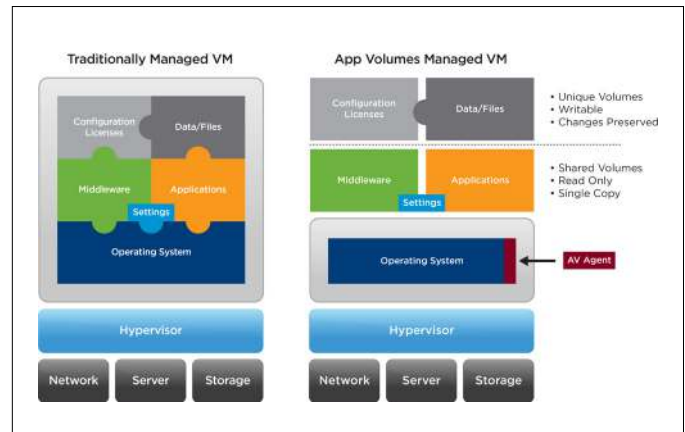 Traditionally Managed VM
Configuration
Licenses
Data/Files
Middleware
Applications
Settings
Operating System
Hypervisor
Network
Server
Storage
App Volumes Managed VM
Configuration
Licenses
Data/Files
• Unique Volumes
• Writable
• Changes Preserved
Middleware
Applications
Settings
• Shared Volumes
• Read Only
• Single Copy
Operating System
AV Agent
Hypervisor
Network
Server
Storage